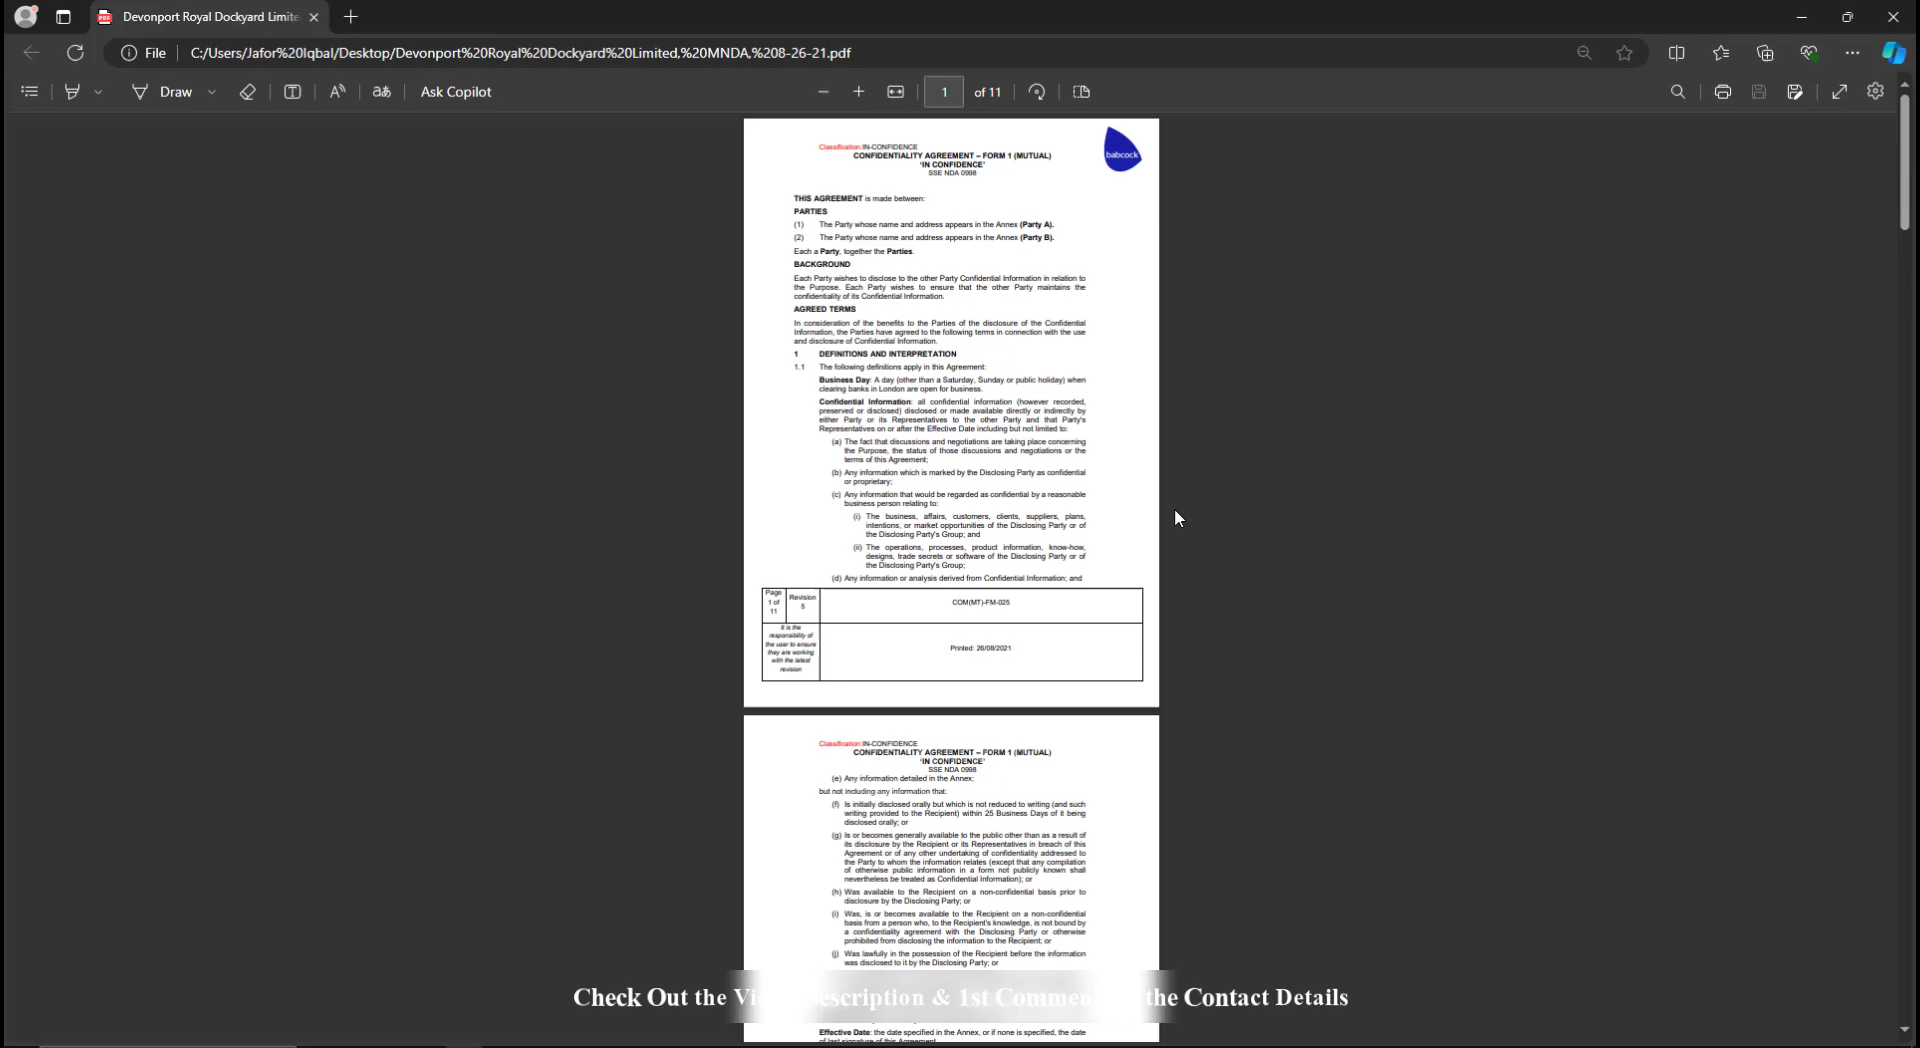 Devonport Royal Dockyard Limite
File
C:/Users/Jafor%20Iqbal/Desktop/Devonport%20Royal%20Dockyard%20Limited,%20MNDA,%208-26-21.pdf
Draw
Ask Copilot
1 of 11
babcock
Classification:IN-CONFIDENCE
CONFIDENTIALITY AGREEMENT – FORM 1 (MUTUAL)
'IN CONFIDENCE'
SSE NDA 0998
THIS AGREEMENT is made between:
PARTIES
(1) The Party whose name and address appears in the Annex (Party A).
(2) The Party whose name and address appears in the Annex (Party B).
Each a Party, together the Parties.
BACKGROUND
Each Party wishes to disclose to the other Party Confidential Information in relation to
the Purpose. Each Party wishes to ensure that the other Party maintains the
confidentiality of its Confidential Information.
AGREED TERMS
In consideration of the benefits to the Parties of the disclosure of the Confidential
Information, the Parties have agreed to the following terms in connection with the use
and disclosure of Confidential Information.
1 DEFINITIONS AND INTERPRETATION
1.1 The following definitions apply in this Agreement:
Business Day: A day (other than a Saturday, Sunday or public holiday) when
clearing banks in London are open for business.
Confidential Information: all confidential information (however recorded,
preserved or disclosed) disclosed or made available directly or indirectly by
either Party or its Representatives to the other Party and that Party's
Representatives on or after the Effective Date including but not limited to:
(a) The fact that discussions and negotiations are taking place concerning
the Purpose, the status of those discussions and negotiations or the
terms of this Agreement;
(b) Any information which is marked by the Disclosing Party as confidential
or proprietary;
(c) Any information that would be regarded as confidential by a reasonable
business person relating to:
(i) The business, affairs, customers, clients, suppliers, plans,
intentions, or market opportunities of the Disclosing Party or of
the Disclosing Party's Group; and
(ii) The operations, processes, product information, know-how,
designs, trade secrets or software of the Disclosing Party or of
the Disclosing Party's Group;
(d) Any information or analysis derived from Confidential Information; and
Page
1 of
11
Revision
5
COM(MT)-FM-025
It is the
responsibility of
the user to ensure
they are working
with the latest
revision
Printed: 26/08/2021
Classification:IN-CONFIDENCE
CONFIDENTIALITY AGREEMENT – FORM 1 (MUTUAL)
'IN CONFIDENCE'
SSE NDA 0998
(e) Any information detailed in the Annex;
but not including any information that:
(f) Is initially disclosed orally but which is not reduced to writing (and such
writing provided to the Recipient) within 25 Business Days of it being
disclosed orally; or
(g) Is or becomes generally available to the public other than as a result of
its disclosure by the Recipient or its Representatives in breach of this
Agreement or of any other undertaking of confidentiality addressed to
the Party to whom the information relates (except that any compilation
of otherwise public information in a form not publicly known shall
nevertheless be treated as Confidential Information); or
(h) Was available to the Recipient on a non-confidential basis prior to
disclosure by the Disclosing Party; or
(i) Was, is or becomes available to the Recipient on a non-confidential
basis from a person who, to the Recipient's knowledge, is not bound by
a confidentiality agreement with the Disclosing Party or otherwise
prohibited from disclosing the information to the Recipient; or
(j) Was lawfully in the possession of the Recipient before the information
was disclosed to it by the Disclosing Party; or
Check Out the Description & 1st Commen the Contact Details
Effective Date: the date specified in the Annex, or if none is specified, the date
of last signature of this Agreement